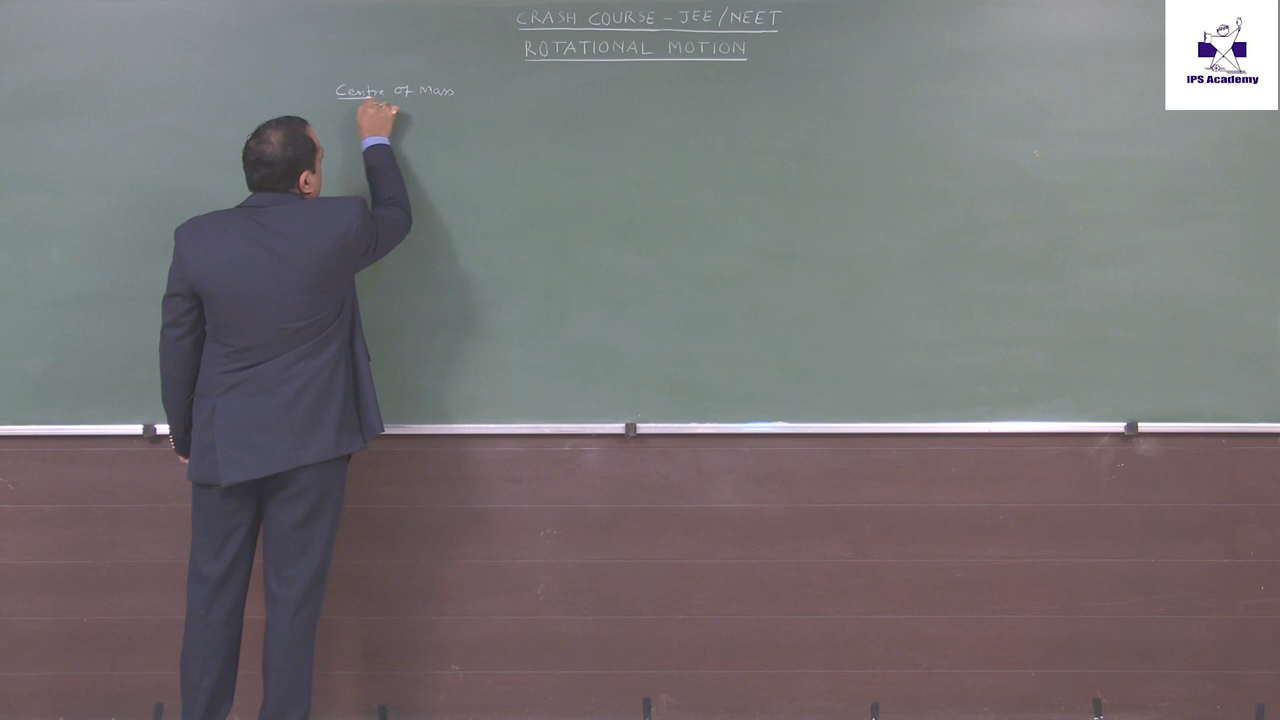 CRASH COURSE - JEE/NEET
ROTATIONAL MOTION
Centre of Mass
IPS Academy